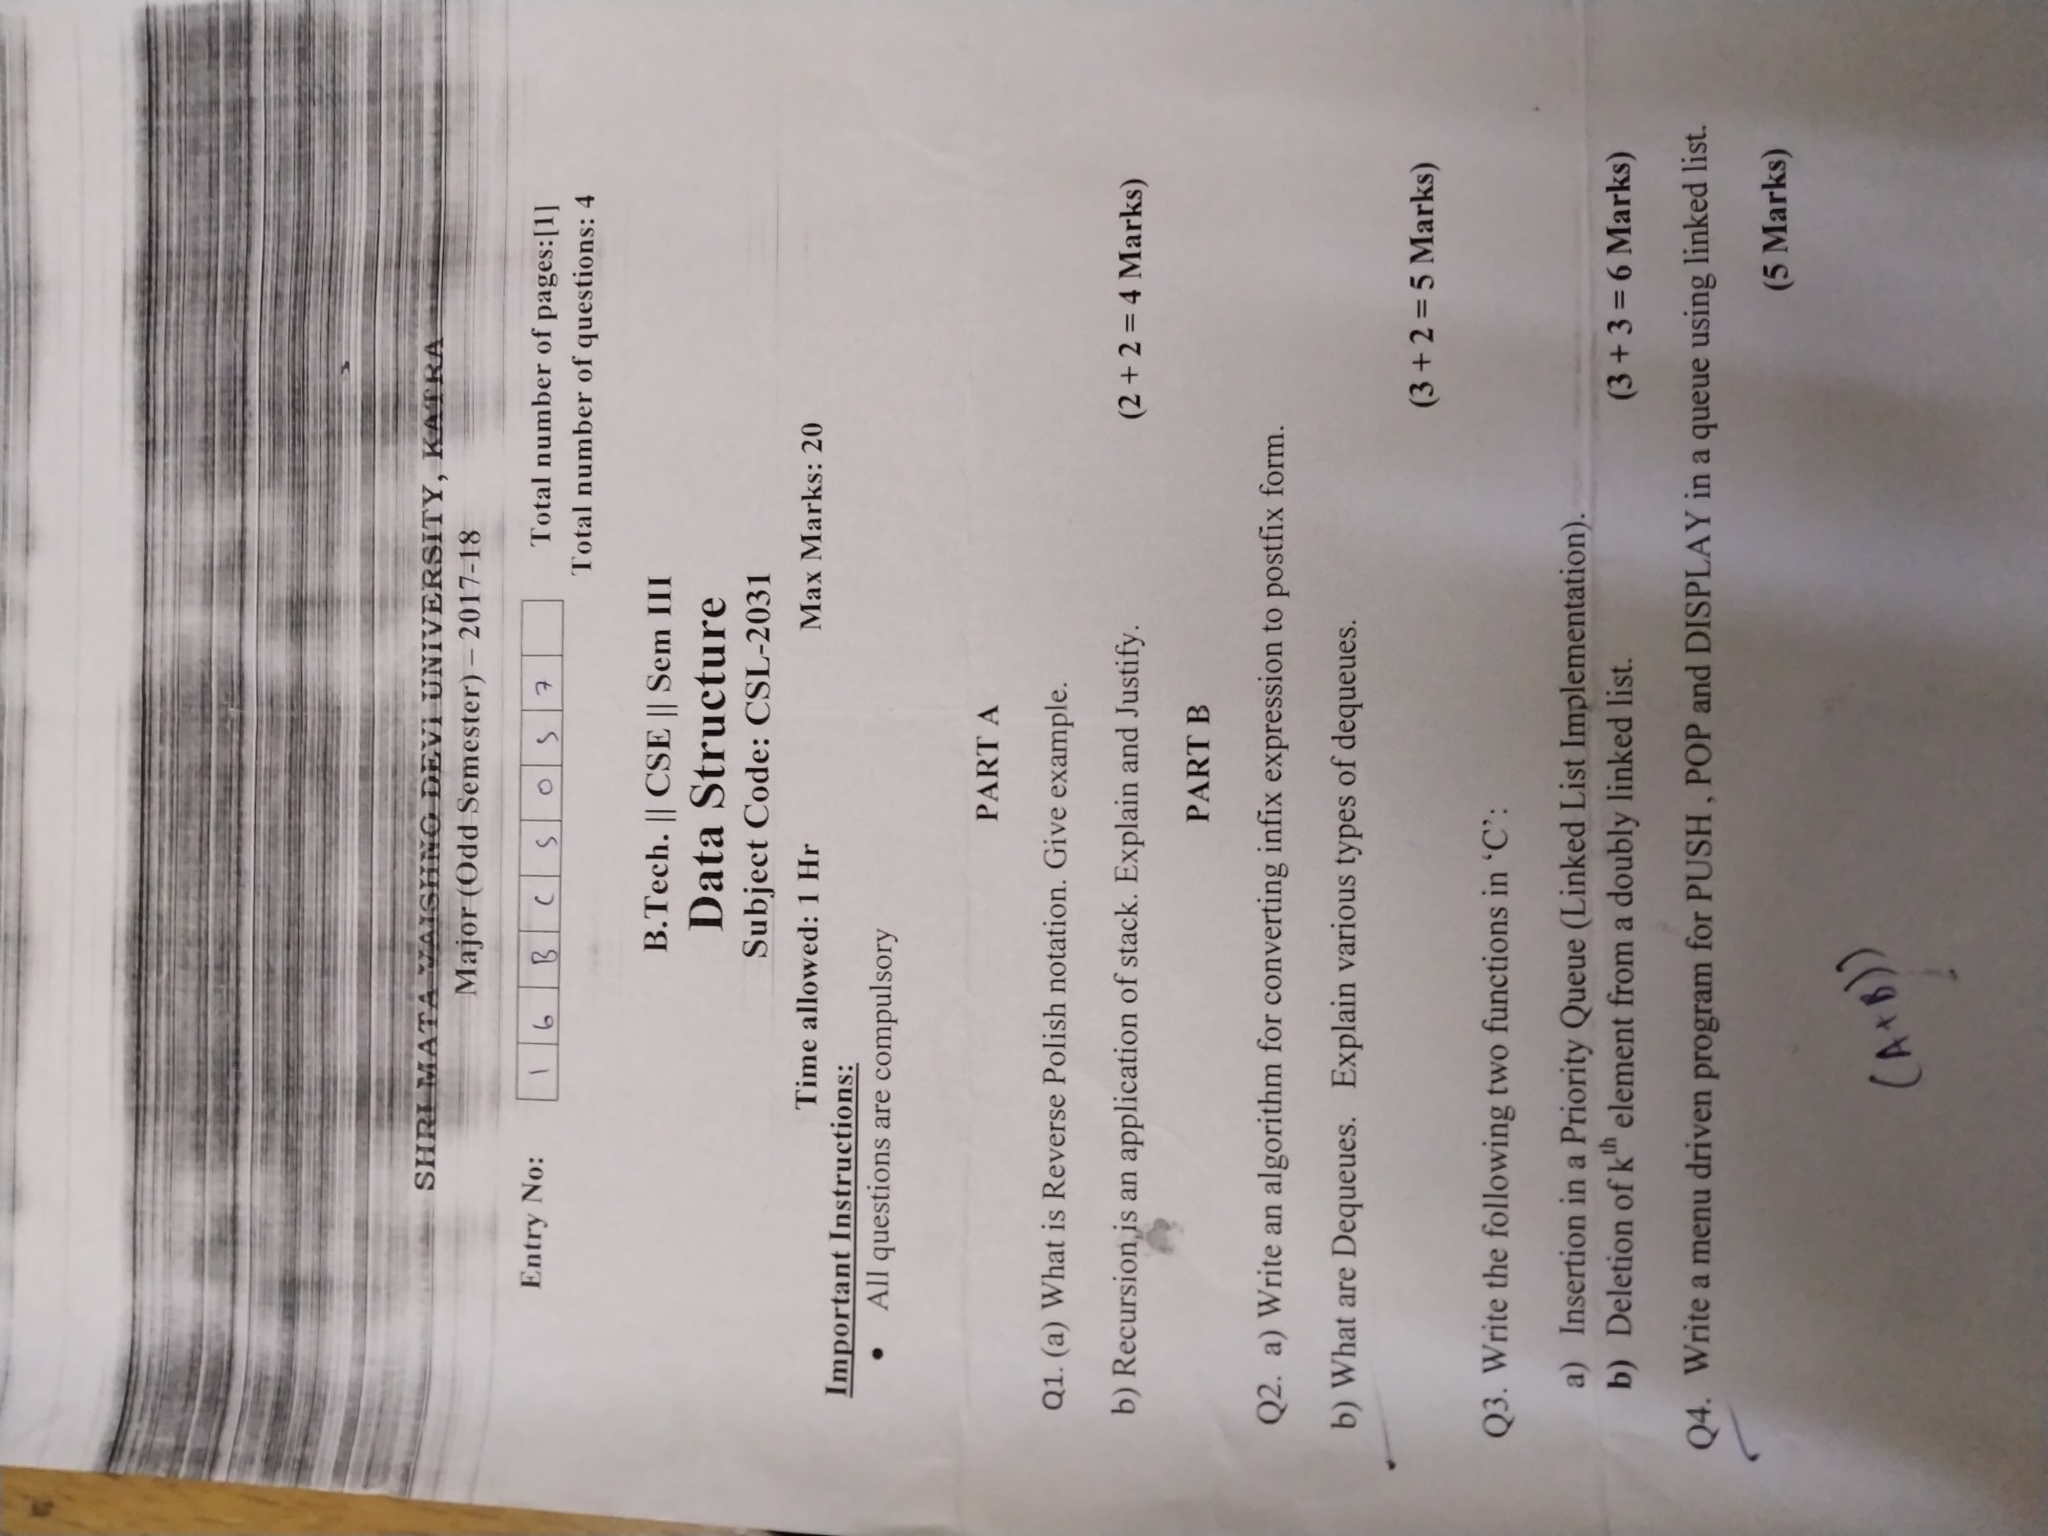 SHRI MATA VAISHNO DEVI UNIVERSITY, KATRA
Major (Odd Semester) – 2017-18
Entry No: 16BCS057 Total number of pages:[1]
Total number of questions: 4
B.Tech. || CSE || Sem III
Data Structure
Subject Code: CSL-2031
Time allowed: 1 Hr Max Marks: 20
Important Instructions:
• All questions are compulsory
PART A
Q1. (a) What is Reverse Polish notation. Give example.
b) Recursion is an application of stack. Explain and Justify. (2 + 2 = 4 Marks)
PART B
Q2. a) Write an algorithm for converting infix expression to postfix form.
b) What are Dequeues. Explain various types of dequeues.
(3 + 2 = 5 Marks)
Q3. Write the following two functions in ‘C’:
a) Insertion in a Priority Queue (Linked List Implementation).
b) Deletion of kth element from a doubly linked list. (3 + 3 = 6 Marks)
Q4. Write a menu driven program for PUSH , POP and DISPLAY in a queue using linked list.
(5 Marks)
(A+B))